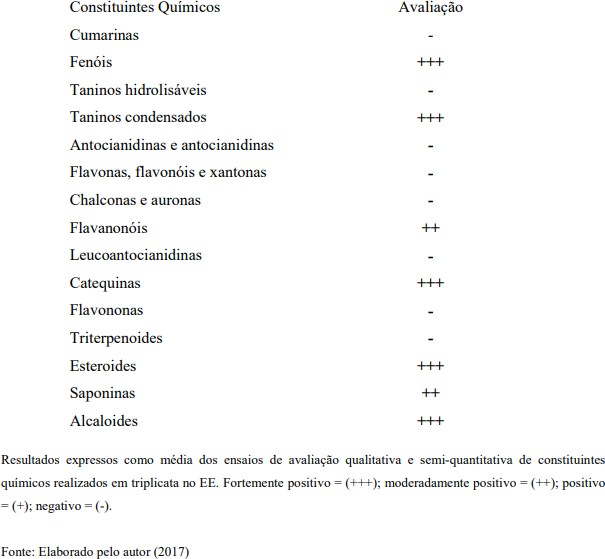 Constituintes Químicos Avaliação
Cumarinas -
Fenóis +++
Taninos hidrolisáveis -
Taninos condensados +++
Antocianidinas e antocianidinas -
Flavonas, flavonóis e xantonas -
Chalconas e auronas -
Flavanonóis ++
Leucoantocianidinas -
Catequinas +++
Flavononas -
Triterpenoides -
Esteroides +++
Saponinas ++
Alcaloides +++
Resultados expressos como média dos ensaios de avaliação qualitativa e semi-quantitativa de constituintes
químicos realizados em triplicata no EE. Fortemente positivo = (+++); moderadamente positivo = (++); positivo
= (+); negativo = (-).
Fonte: Elaborado pelo autor (2017)